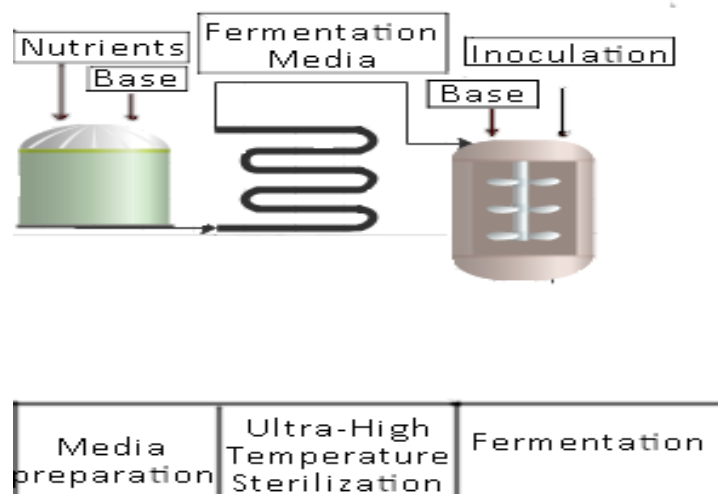 Nutrients
Base
Fermentation
Media
Inoculation
Base
Media
preparation
Ultra-High
Temperature
Sterilization
Fermentation